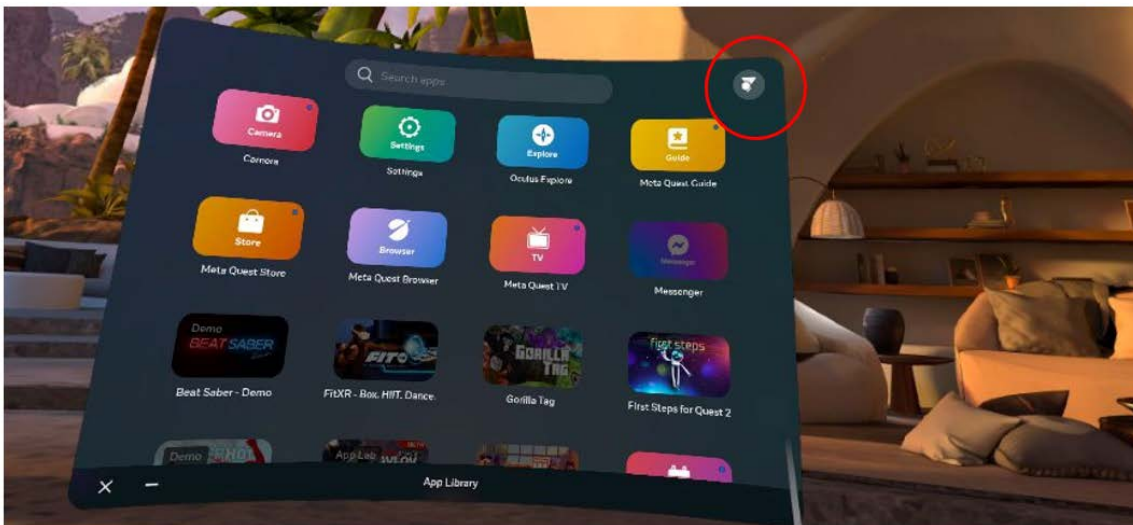 Search apps
Camera
Settings
Explore
Guide
Camera
Settings
Oculus Explore
Meta Quest Guide
Store
Browser
TV
Messenger
Meta Quest Store
Meta Quest Browser
Meta Quest TV
Messenger
Demo
BEAT SABER
GORILLA TAG
first steps
Beat Saber - Demo
FitXR - Box. HIIT. Dance.
Gorilla Tag
First Steps for Quest 2
Demo
App Lab
App Library